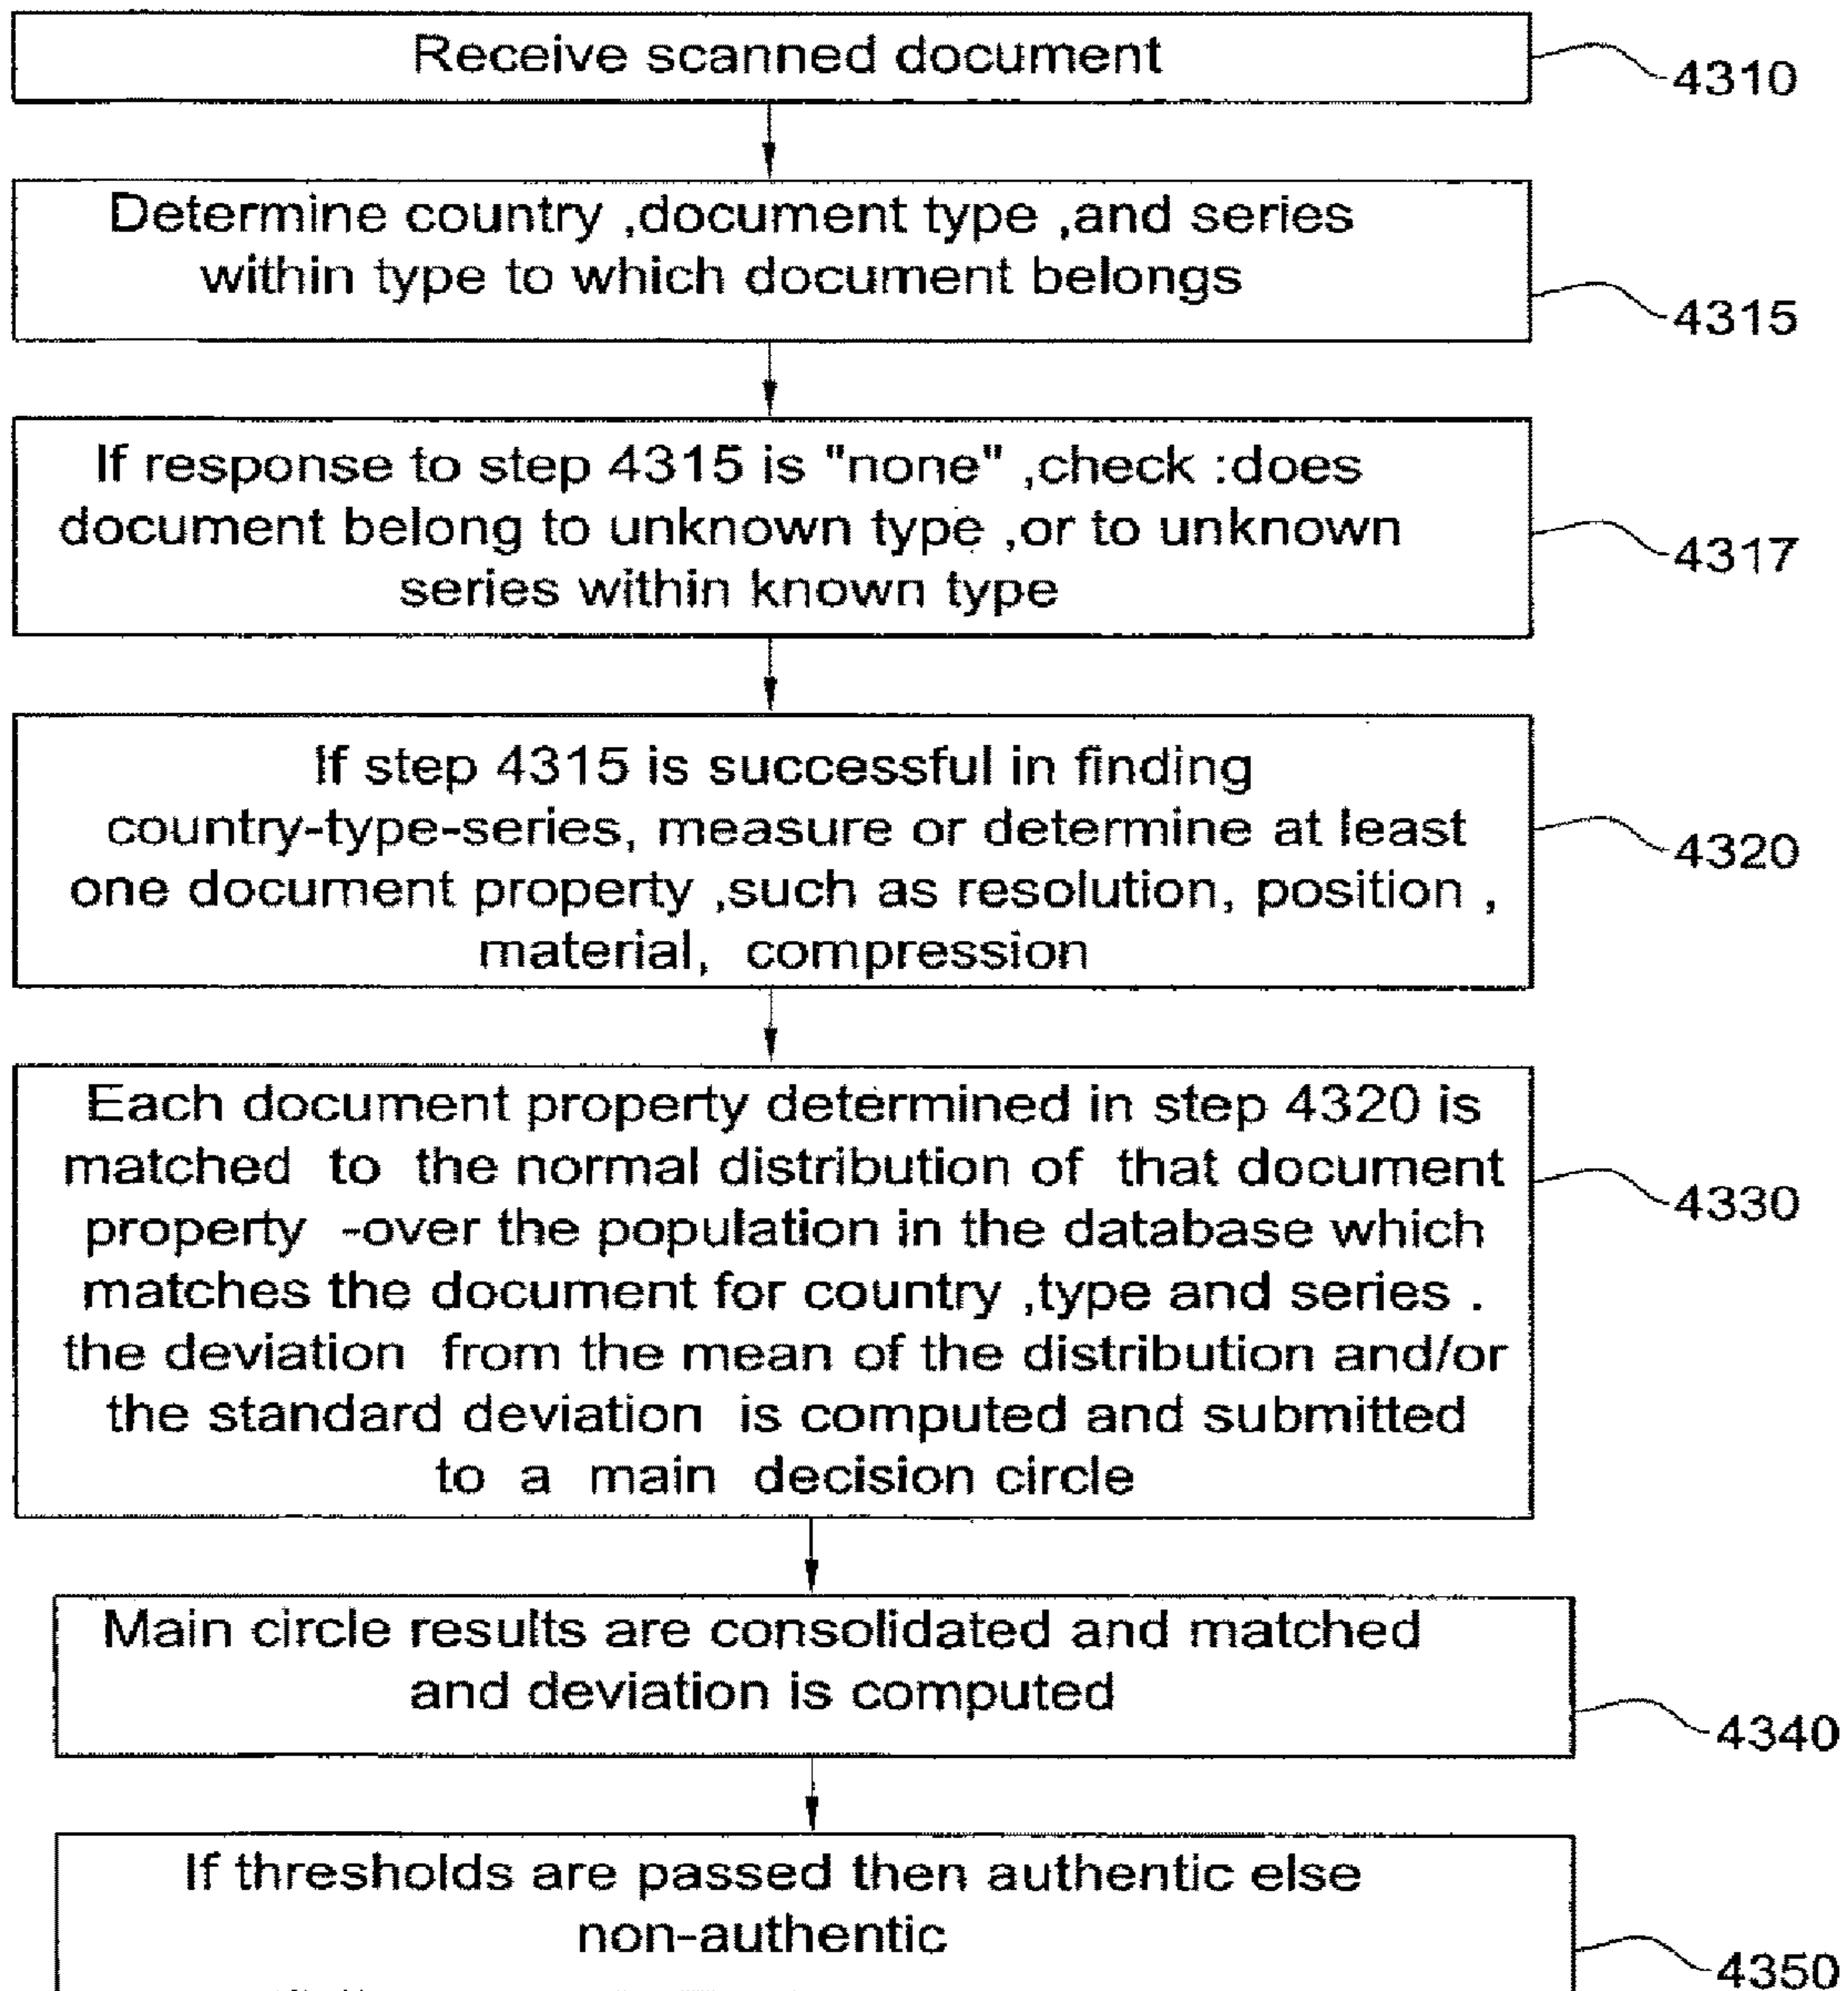 Receive scanned document
4310
Determine country ,document type ,and series
within type to which document belongs
4315
If response to step 4315 is "none" ,check :does
document belong to unknown type ,or to unknown
series within known type
4317
If step 4315 is successful in finding
country-type-series, measure or determine at least
one document property ,such as resolution, position ,
material, compression
4320
Each document property determined in step 4320 is
matched to the normal distribution of that document
property -over the population in the database which
matches the document for country ,type and series .
the deviation from the mean of the distribution and/or
the standard deviation is computed and submitted
to a main decision circle
4330
Main circle results are consolidated and matched
and deviation is computed
4340
If thresholds are passed then authentic else
non-authentic
4350